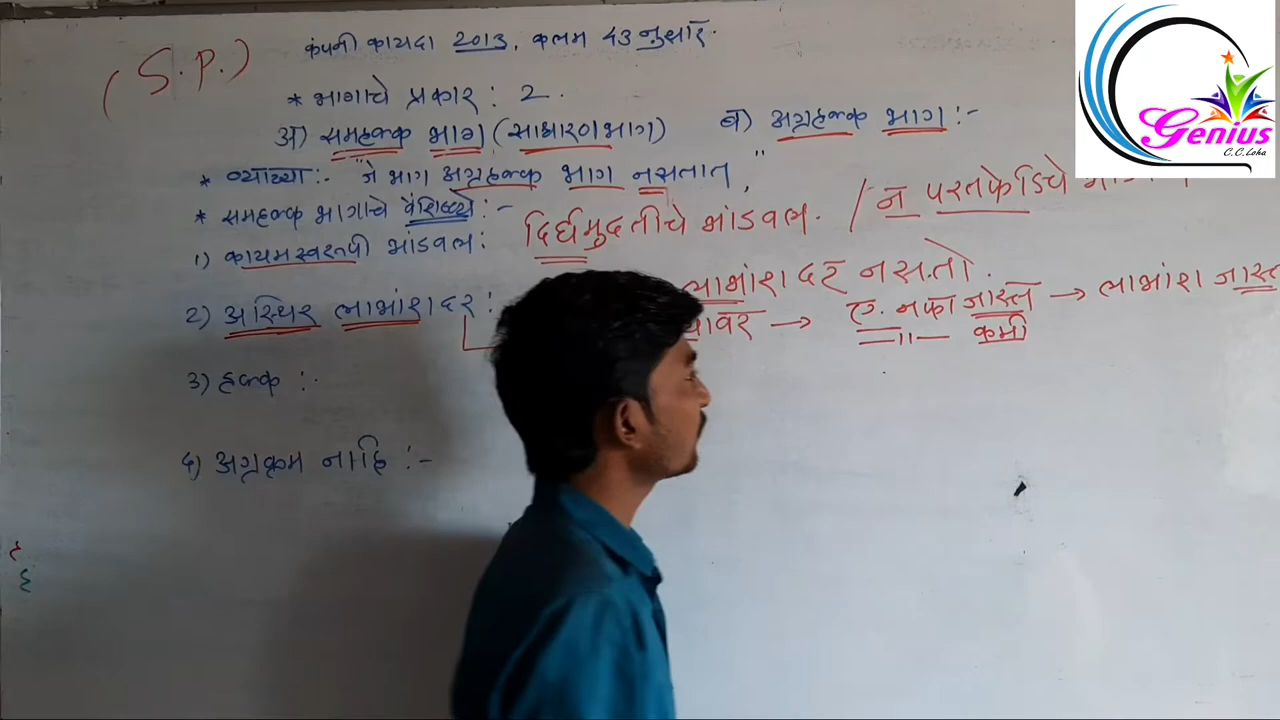 (S.P.)
कंपनी कायदा 2013, कलम 43 नुसार.
* भागाचे प्रकार : 2.
अ) समहक्क भाग (साधारण भाग)
ब) अग्रहक्क भाग :-
* व्याख्या :- "जे भाग अग्रहक्क भाग नसतात,"
* समहक्क भागाचे वैशिष्ट्ये :-
1) कायमस्वरूपी भांडवल : दिर्घमुदतीचे भांडवल. / न परतफेडिचे
2) अस्थिर लाभांश दर : लाभांश दर नसतो.
यावर → ए. नफा जास्त → लाभांश जास्त
—॥— कमी
3) हक्क :-
4) अग्रक्रम नाहि :-
Genius
C.C. Loha